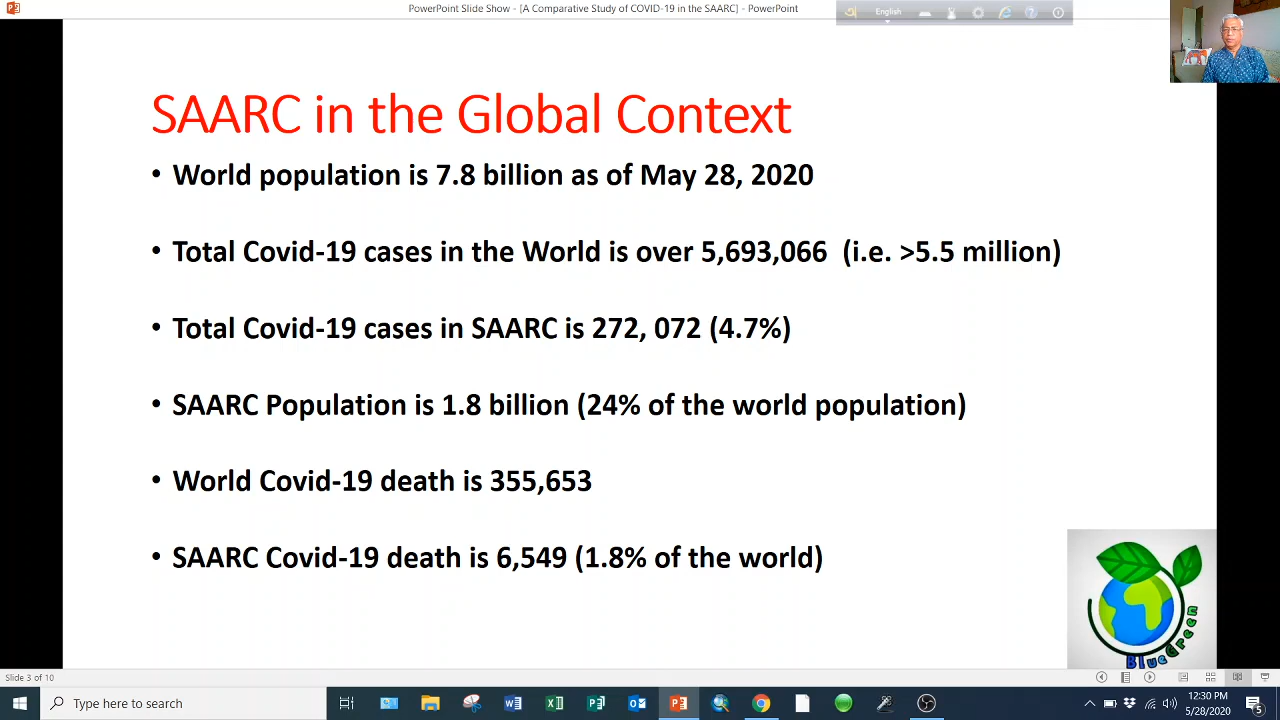 PowerPoint Slide Show - [A Comparative Study of COVID-19 in the SAARC] - PowerPoint
English
SAARC in the Global Context
• World population is 7.8 billion as of May 28, 2020
• Total Covid-19 cases in the World is over 5,693,066 (i.e. >5.5 million)
• Total Covid-19 cases in SAARC is 272, 072 (4.7%)
• SAARC Population is 1.8 billion (24% of the world population)
• World Covid-19 death is 355,653
• SAARC Covid-19 death is 6,549 (1.8% of the world)
BlueGreen
Slide 3 of 10
Type here to search
12:30 PM
5/28/2020
5